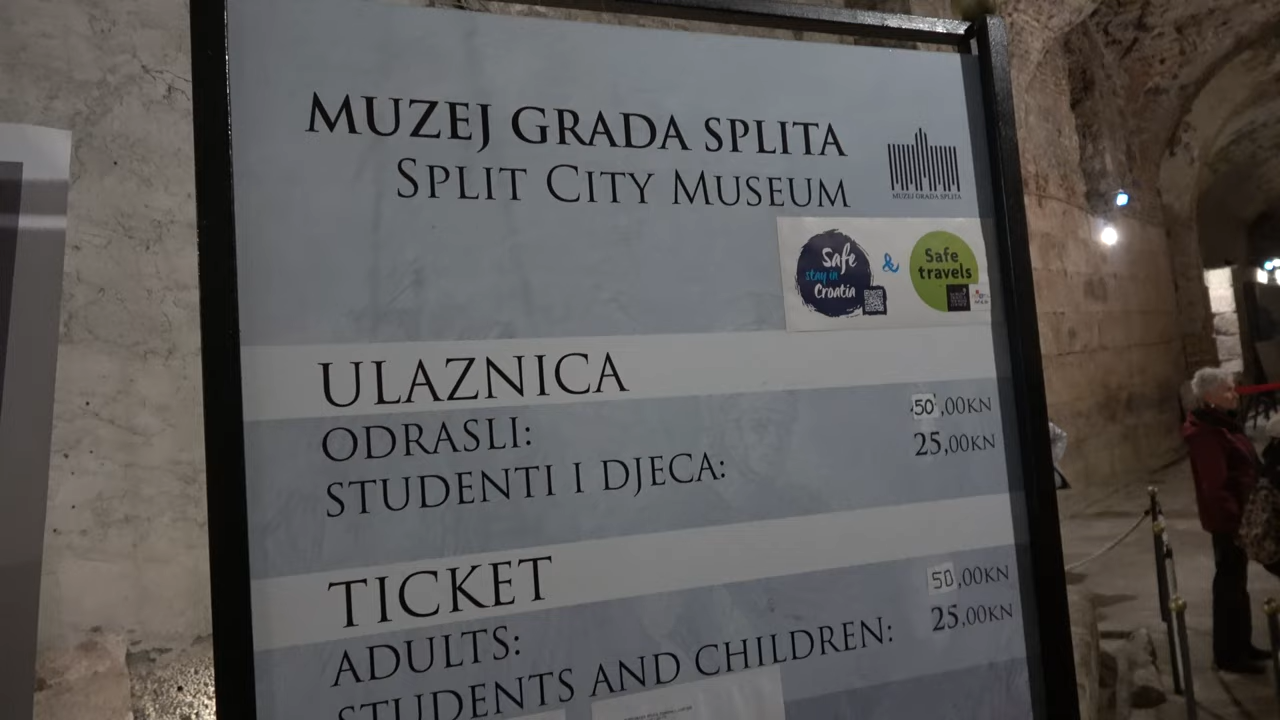 MUZEJ GRADA SPLITA
SPLIT CITY MUSEUM
MUZEJ GRADA SPLITA
Safe
stay in
Croatia
&
Safe
travels
ULAZNICA
ODRASLI: 50,00KN
STUDENTI I DJECA: 25,00KN
TICKET
ADULTS: 50,00KN
STUDENTS AND CHILDREN: 25,00KN